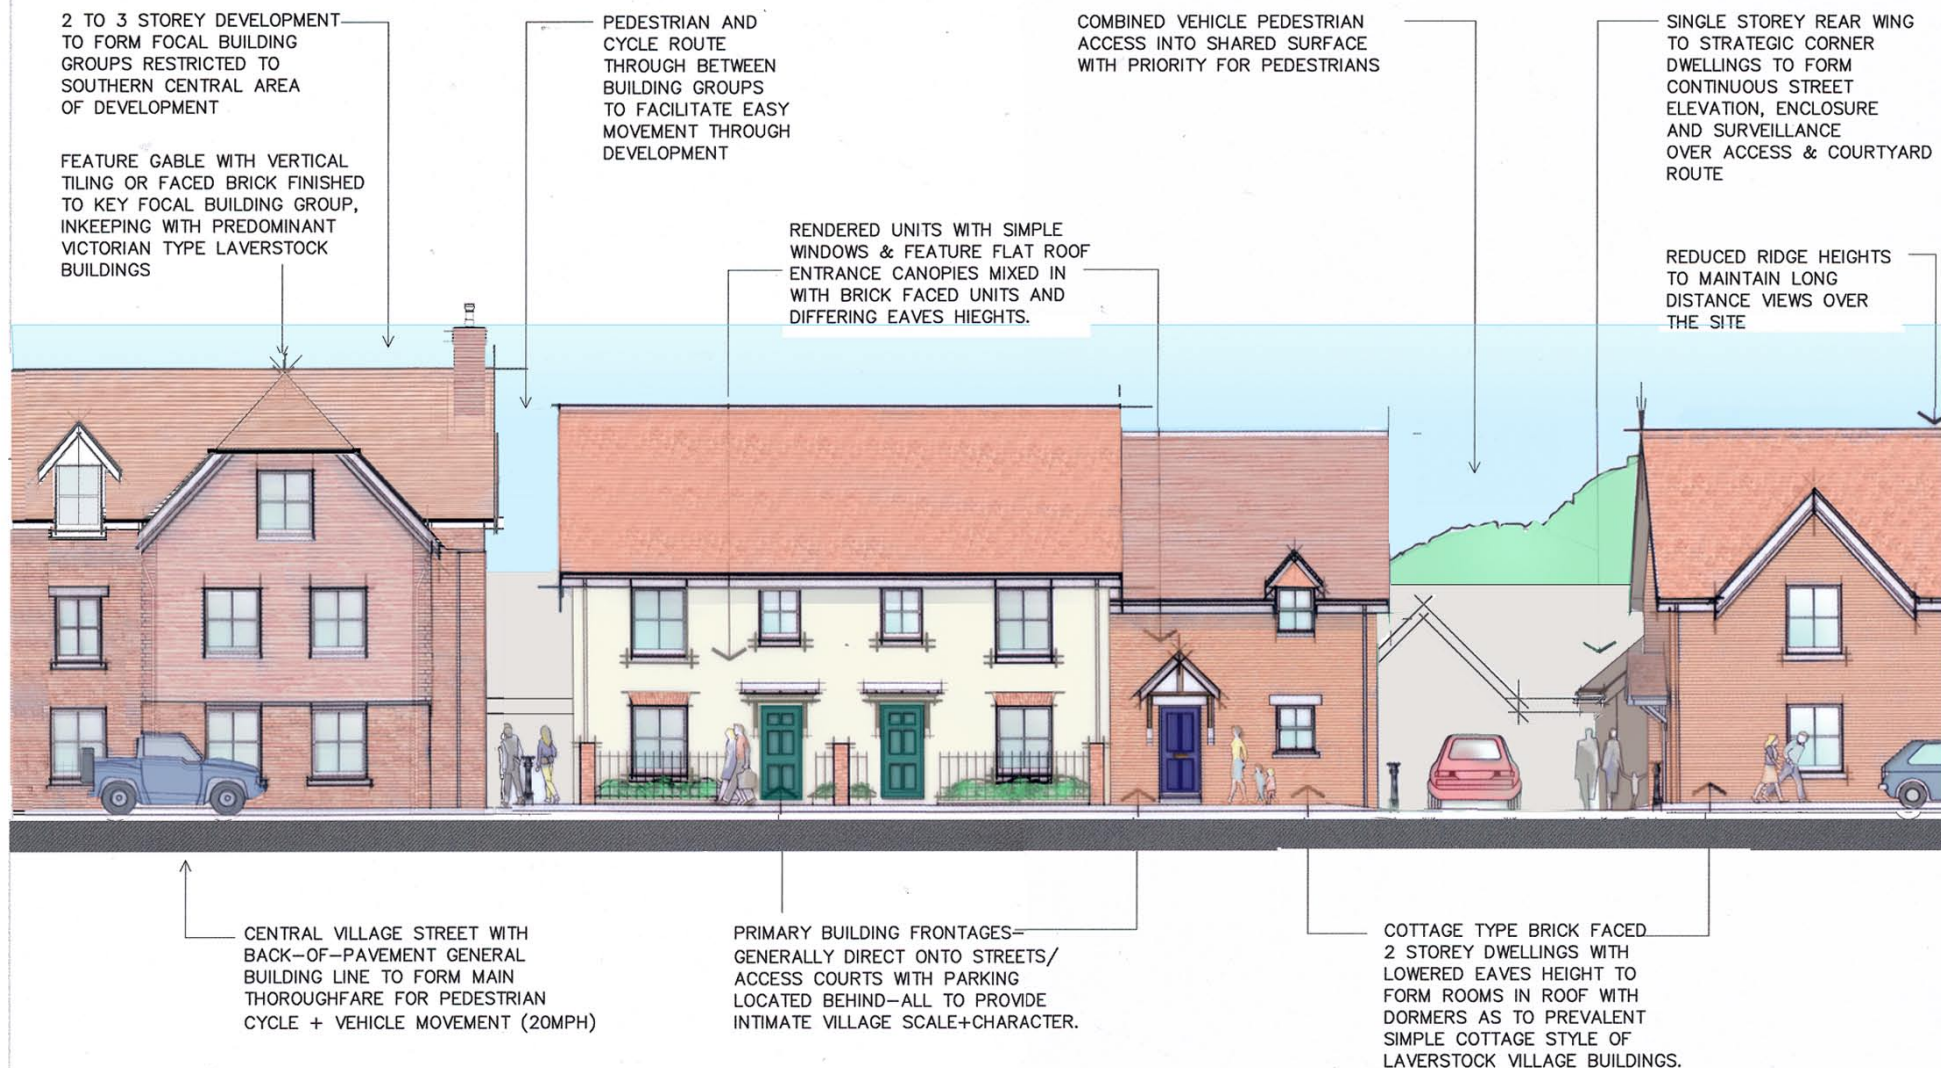 2 TO 3 STOREY DEVELOPMENT
TO FORM FOCAL BUILDING
GROUPS RESTRICTED TO
SOUTHERN CENTRAL AREA
OF DEVELOPMENT
FEATURE GABLE WITH VERTICAL
TILING OR FACED BRICK FINISHED
TO KEY FOCAL BUILDING GROUP,
INKEEPING WITH PREDOMINANT
VICTORIAN TYPE LAVERSTOCK
BUILDINGS
PEDESTRIAN AND
CYCLE ROUTE
THROUGH BETWEEN
BUILDING GROUPS
TO FACILITATE EASY
MOVEMENT THROUGH
DEVELOPMENT
RENDERED UNITS WITH SIMPLE
WINDOWS & FEATURE FLAT ROOF
ENTRANCE CANOPIES MIXED IN
WITH BRICK FACED UNITS AND
DIFFERING EAVES HIEGHTS.
COMBINED VEHICLE PEDESTRIAN
ACCESS INTO SHARED SURFACE
WITH PRIORITY FOR PEDESTRIANS
SINGLE STOREY REAR WING
TO STRATEGIC CORNER
DWELLINGS TO FORM
CONTINUOUS STREET
ELEVATION, ENCLOSURE
AND SURVEILLANCE
OVER ACCESS & COURTYARD
ROUTE
REDUCED RIDGE HEIGHTS
TO MAINTAIN LONG
DISTANCE VIEWS OVER
THE SITE
CENTRAL VILLAGE STREET WITH
BACK-OF-PAVEMENT GENERAL
BUILDING LINE TO FORM MAIN
THOROUGHFARE FOR PEDESTRIAN
CYCLE + VEHICLE MOVEMENT (20MPH)
PRIMARY BUILDING FRONTAGES-
GENERALLY DIRECT ONTO STREETS/
ACCESS COURTS WITH PARKING
LOCATED BEHIND-ALL TO PROVIDE
INTIMATE VILLAGE SCALE+CHARACTER.
COTTAGE TYPE BRICK FACED
2 STOREY DWELLINGS WITH
LOWERED EAVES HEIGHT TO
FORM ROOMS IN ROOF WITH
DORMERS AS TO PREVALENT
SIMPLE COTTAGE STYLE OF
LAVERSTOCK VILLAGE BUILDINGS.